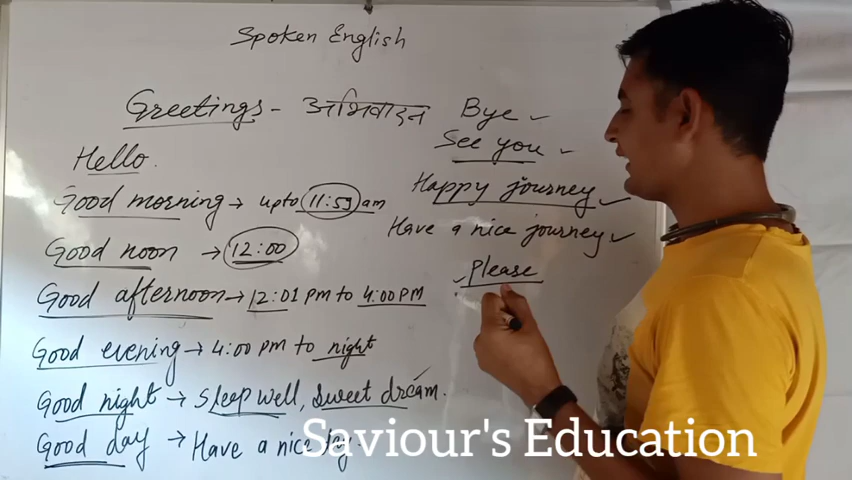 Spoken English
Greetings - अभिवादन
Hello.
Good morning → upto 11:59 am
Good noon → 12:00
Good afternoon → 12:01 pm to 4:00 PM
Good evening → 4:00 pm to night
Good night → Sleep well, Sweet dream.
Good day → Have a nice
Bye ✓
See you ✓
Happy journey ✓
Have a nice journey ✓
✓ Please
Saviour's Education